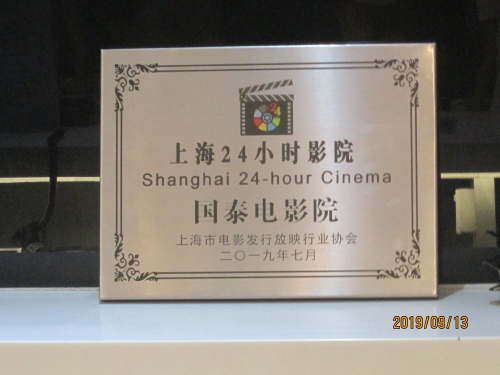 上海24小时影院
Shanghai 24-hour Cinema
国泰电影院
上海市电影发行放映行业协会
二〇一九年七月
2019/09/13